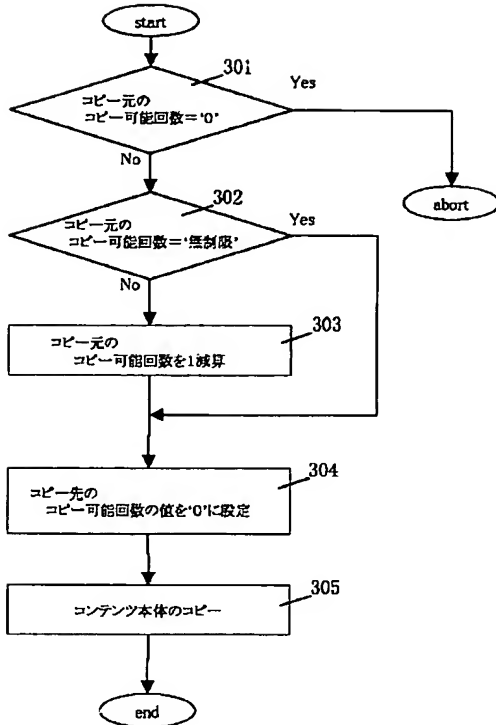 start
301
Yes
コピー元の
コピー可能回数='0'
No
abort
302
Yes
コピー元の
コピー可能回数='無制限'
No
303
コピー元の
コピー可能回数を1減算
304
コピー先の
コピー可能回数の値を'0'に設定
305
コンテンツ本体のコピー
end